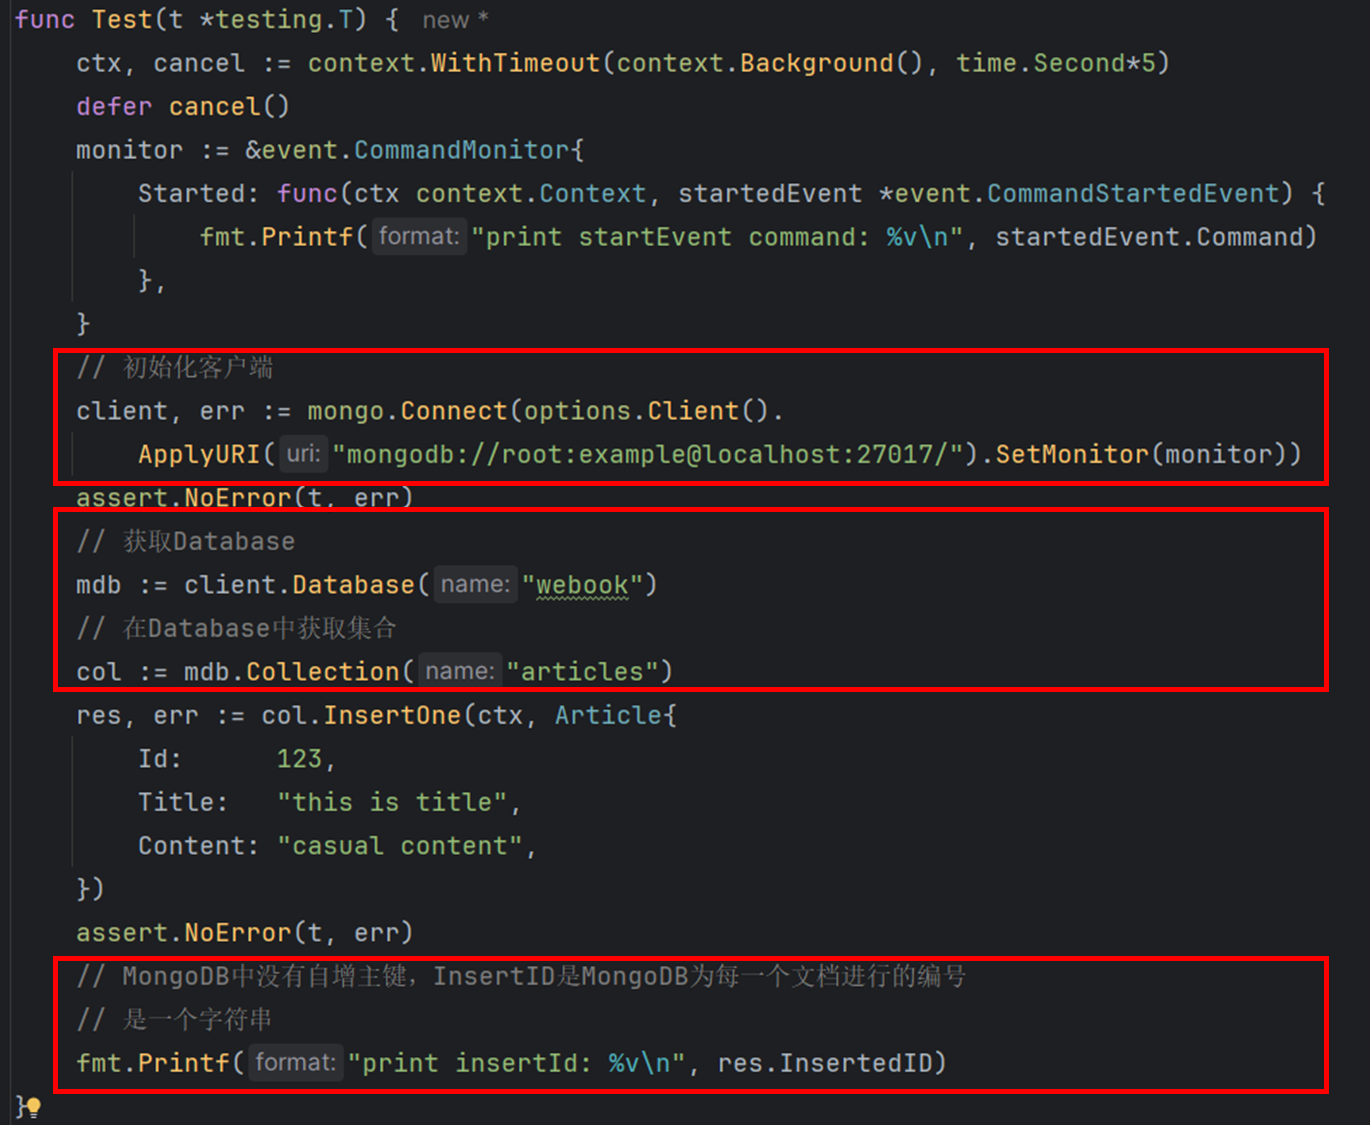 func Test(t *testing.T) { new *
ctx, cancel := context.WithTimeout(context.Background(), time.Second*5)
defer cancel()
monitor := &event.CommandMonitor{
Started: func(ctx context.Context, startedEvent *event.CommandStartedEvent) {
fmt.Printf( format: "print startEvent command: %v\n", startedEvent.Command)
},
}
// 初始化客户端
client, err := mongo.Connect(options.Client().
ApplyURI( uri: "mongodb://root:example@localhost:27017/").SetMonitor(monitor))
assert.NoError(t, err)
// 获取Database
mdb := client.Database( name: "webook")
// 在Database中获取集合
col := mdb.Collection( name: "articles")
res, err := col.InsertOne(ctx, Article{
Id: 123,
Title: "this is title",
Content: "casual content",
})
assert.NoError(t, err)
// MongoDB中没有自增主键，InsertID是MongoDB为每一个文档进行的编号
// 是一个字符串
fmt.Printf( format: "print insertId: %v\n", res.InsertedID)
}